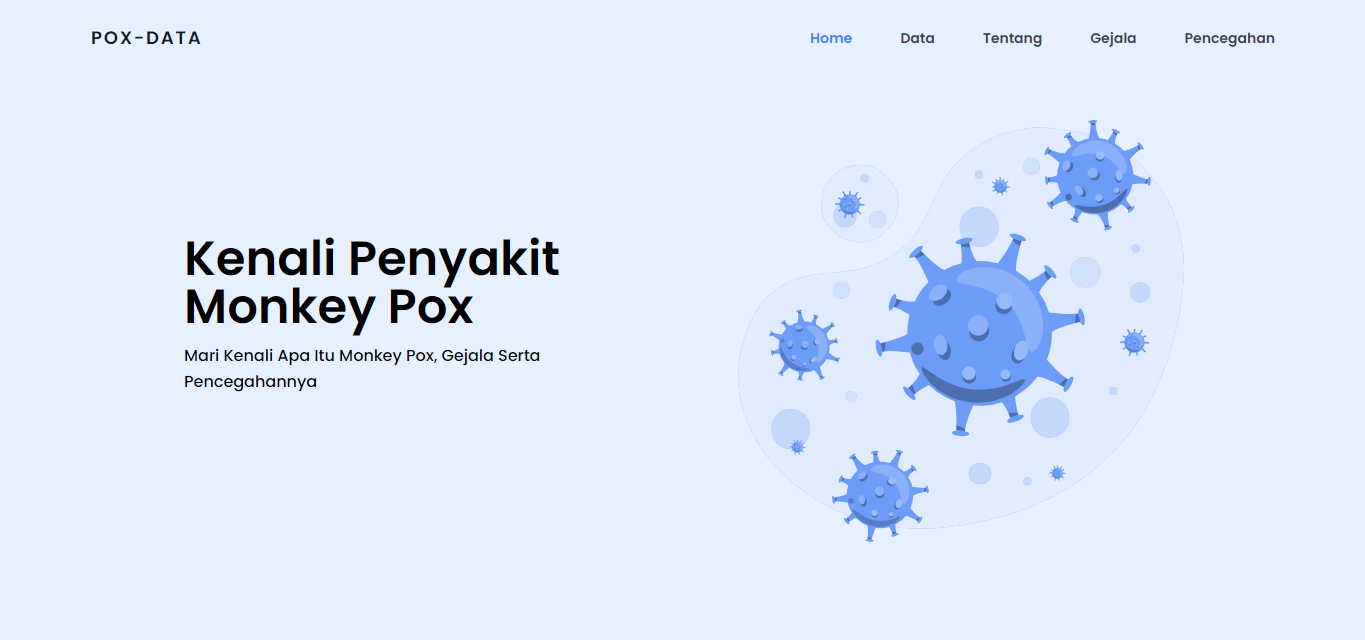 POX-DATA
Home
Data
Tentang
Gejala
Pencegahan
Kenali Penyakit
Monkey Pox
Mari Kenali Apa Itu Monkey Pox, Gejala Serta
Pencegahannya